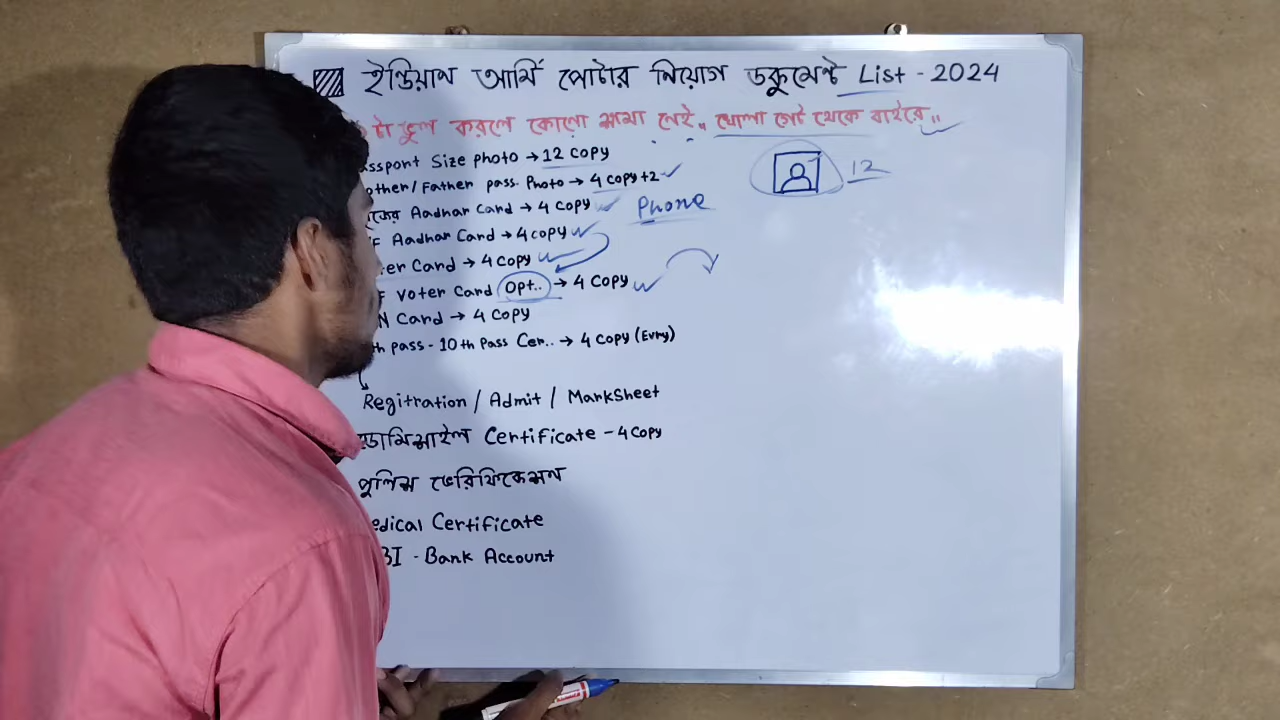 ইন্ডিয়ান আর্মি পোর্টার নিয়োগ ডকুমেন্ট List - 2024
টা ভুল করলে কোনো ক্ষমা নেই,, খোলা গেট থেকে বাইরে,,
assport Size photo → 12 copy
12
other/Father pass. Photo → 4 copy+2
Aadhar Card → 4 copy
Phone
F Aadhar Card → 4 copy
er Card → 4 copy
F voter Card Opt.. → 4 copy
N Card → 4 copy
th pass - 10th Pass Cer.. → 4 copy (Evry)
Regitration / Admit / MarkSheet
ডোমিসাইল Certificate - 4 Copy
পুলিস ভেরিফিকেসন
edical Certificate
BI - Bank Account